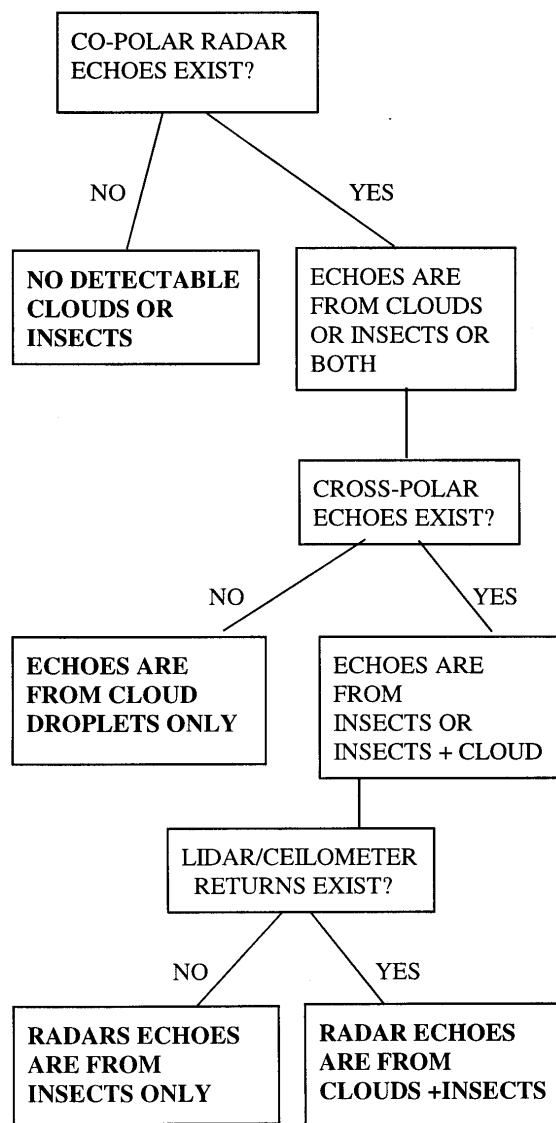 CO-POLAR RADAR
ECHOES EXIST?
NO
YES
NO DETECTABLE
CLOUDS OR
INSECTS
ECHOES ARE
FROM CLOUDS
OR INSECTS OR
BOTH
CROSS-POLAR
ECHOES EXIST?
NO
YES
ECHOES ARE
FROM CLOUD
DROPLETS ONLY
ECHOES ARE
FROM
INSECTS OR
INSECTS + CLOUD
LIDAR/CEILOMETER
RETURNS EXIST?
NO
YES
RADARS ECHOES
ARE FROM
INSECTS ONLY
RADAR ECHOES
ARE FROM
CLOUDS +INSECTS